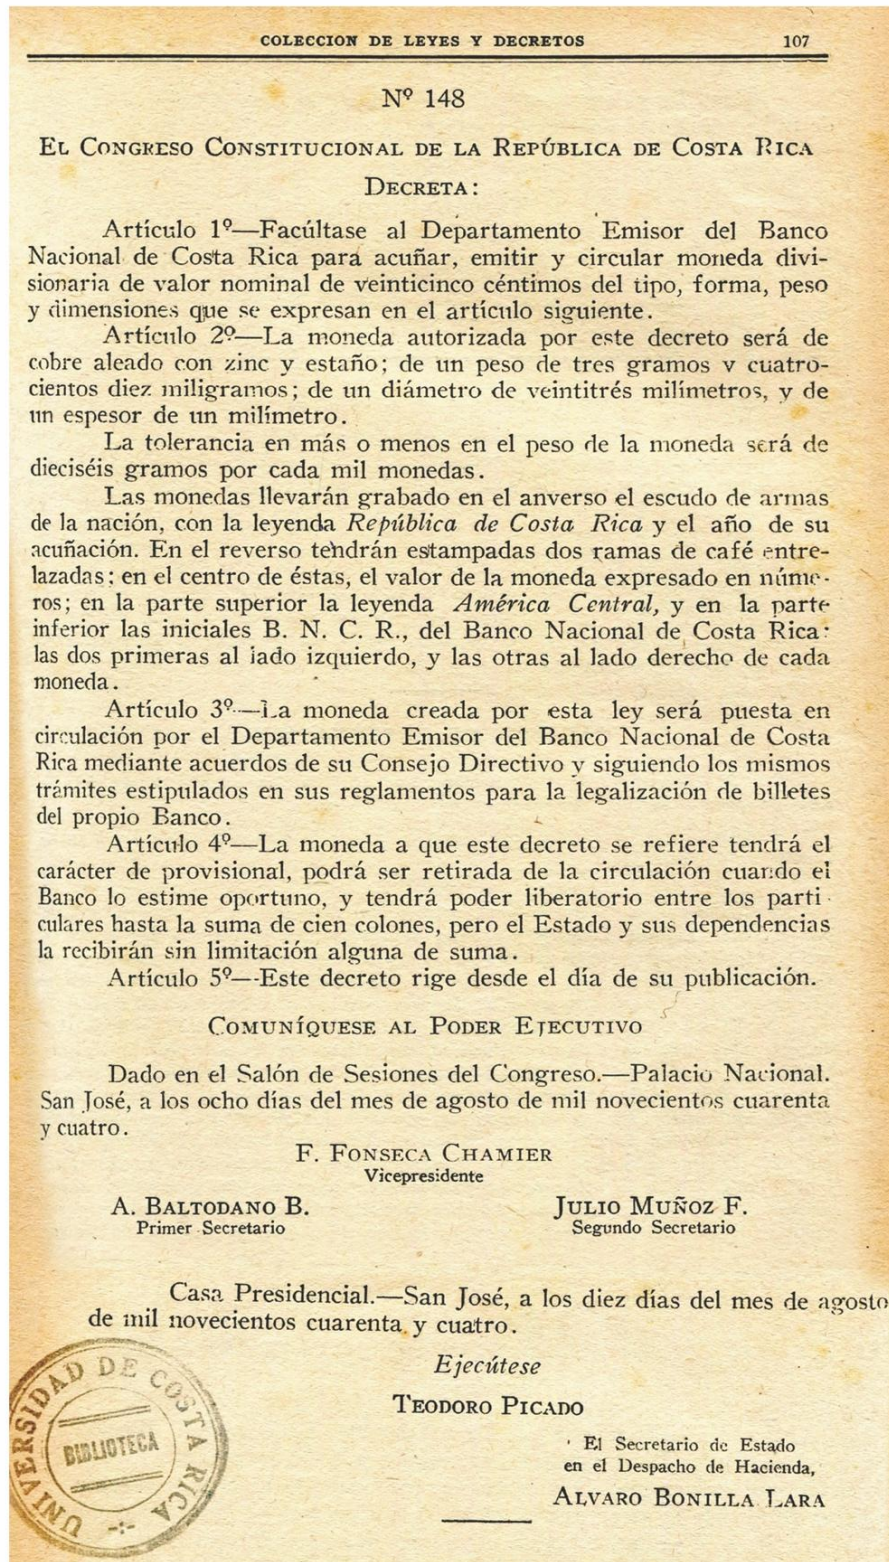 COLECCION DE LEYES Y DECRETOS 107
Nº 148
EL CONGRESO CONSTITUCIONAL DE LA REPÚBLICA DE COSTA RICA
DECRETA:
Artículo 1º—Facúltase al Departamento Emisor del Banco
Nacional de Costa Rica para acuñar, emitir y circular moneda divi-
sionaria de valor nominal de veinticinco céntimos del tipo, forma, peso
y dimensiones que se expresan en el artículo siguiente.
Artículo 2º—La moneda autorizada por este decreto será de
cobre aleado con zinc y estaño; de un peso de tres gramos y cuatro-
cientos diez miligramos; de un diámetro de veintitrés milímetros, y de
un espesor de un milímetro.
La tolerancia en más o menos en el peso de la moneda será de
dieciséis gramos por cada mil monedas.
Las monedas llevarán grabado en el anverso el escudo de armas
de la nación, con la leyenda República de Costa Rica y el año de su
acuñación. En el reverso tendrán estampadas dos ramas de café entre-
lazadas; en el centro de éstas, el valor de la moneda expresado en núme-
ros; en la parte superior la leyenda América Central, y en la parte
inferior las iniciales B. N. C. R., del Banco Nacional de Costa Rica:
las dos primeras al lado izquierdo, y las otras al lado derecho de cada
moneda.
Artículo 3º—La moneda creada por esta ley será puesta en
circulación por el Departamento Emisor del Banco Nacional de Costa
Rica mediante acuerdos de su Consejo Directivo y siguiendo los mismos
trámites estipulados en sus reglamentos para la legalización de billetes
del propio Banco.
Artículo 4º—La moneda a que este decreto se refiere tendrá el
carácter de provisional, podrá ser retirada de la circulación cuando el
Banco lo estime oportuno, y tendrá poder liberatorio entre los parti-
culares hasta la suma de cien colones, pero el Estado y sus dependencias
la recibirán sin limitación alguna de suma.
Artículo 5º—Este decreto rige desde el día de su publicación.
COMUNÍQUESE AL PODER EJECUTIVO
Dado en el Salón de Sesiones del Congreso.—Palacio Nacional.
San José, a los ocho días del mes de agosto de mil novecientos cuarenta
y cuatro.
F. FONSECA CHAMIER
Vicepresidente
A. BALTODANO B. JULIO MUÑOZ F.
Primer Secretario Segundo Secretario
Casa Presidencial.—San José, a los diez días del mes de agosto
de mil novecientos cuarenta y cuatro.
Ejecútese
TEODORO PICADO
El Secretario de Estado
en el Despacho de Hacienda,
ALVARO BONILLA LARA
UNIVERSIDAD DE COSTA RICA
BIBLIOTECA